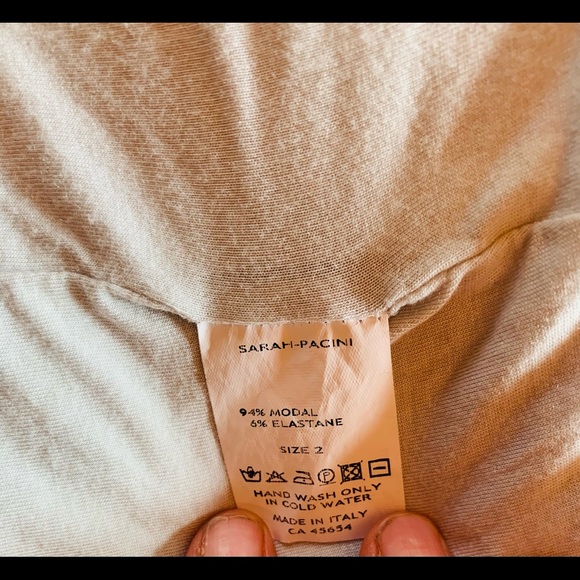 SARAH-PACINI
94% MODAL
6% ELASTANE
SIZE 2
HAND WASH ONLY
IN COLD WATER
MADE IN ITALY
CA 45654